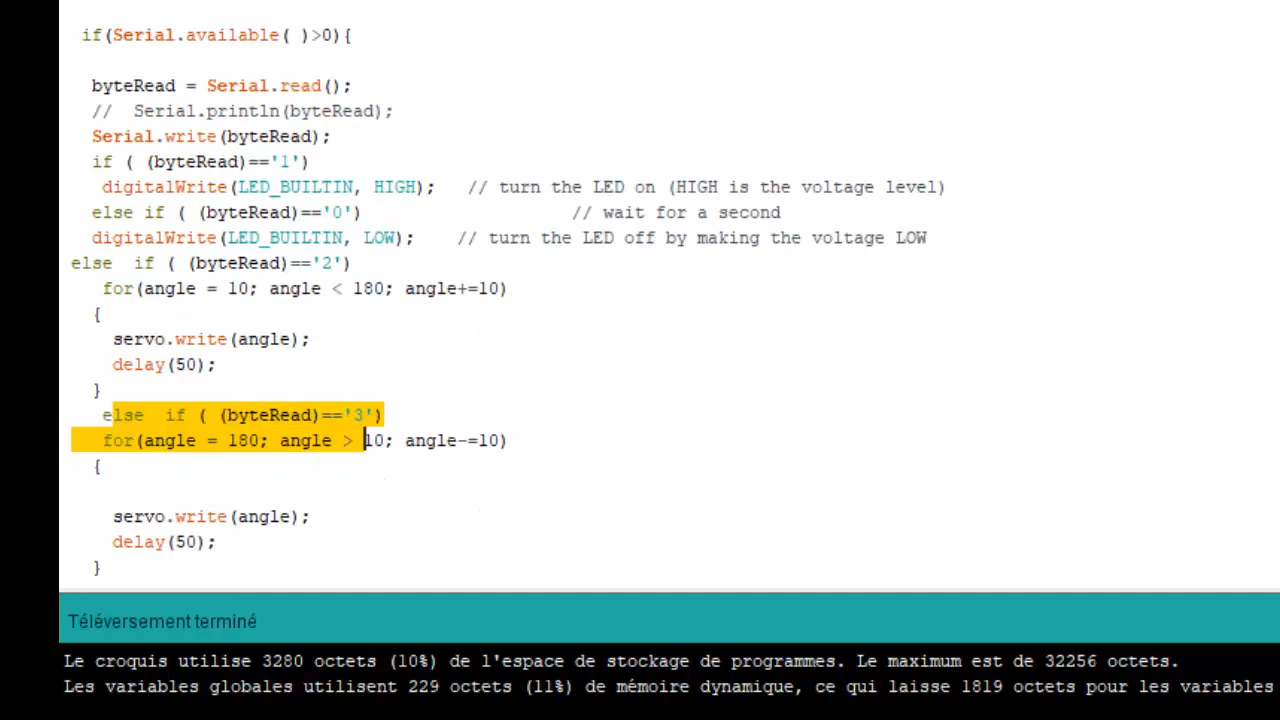 if(Serial.available( )>0){
byteRead = Serial.read();
//  Serial.println(byteRead);
Serial.write(byteRead);
if ( (byteRead)=='1')
digitalWrite(LED_BUILTIN, HIGH);   // turn the LED on (HIGH is the voltage level)
else if ( (byteRead)=='0')                    // wait for a second
digitalWrite(LED_BUILTIN, LOW);    // turn the LED off by making the voltage LOW
else  if ( (byteRead)=='2')
for(angle = 10; angle < 180; angle+=10)
{
servo.write(angle);
delay(50);
}
else  if ( (byteRead)=='3')
for(angle = 180; angle > 10; angle-=10)
{
servo.write(angle);
delay(50);
}
Téléversement terminé
Le croquis utilise 3280 octets (10%) de l'espace de stockage de programmes. Le maximum est de 32256 octets.
Les variables globales utilisent 229 octets (11%) de mémoire dynamique, ce qui laisse 1819 octets pour les variables